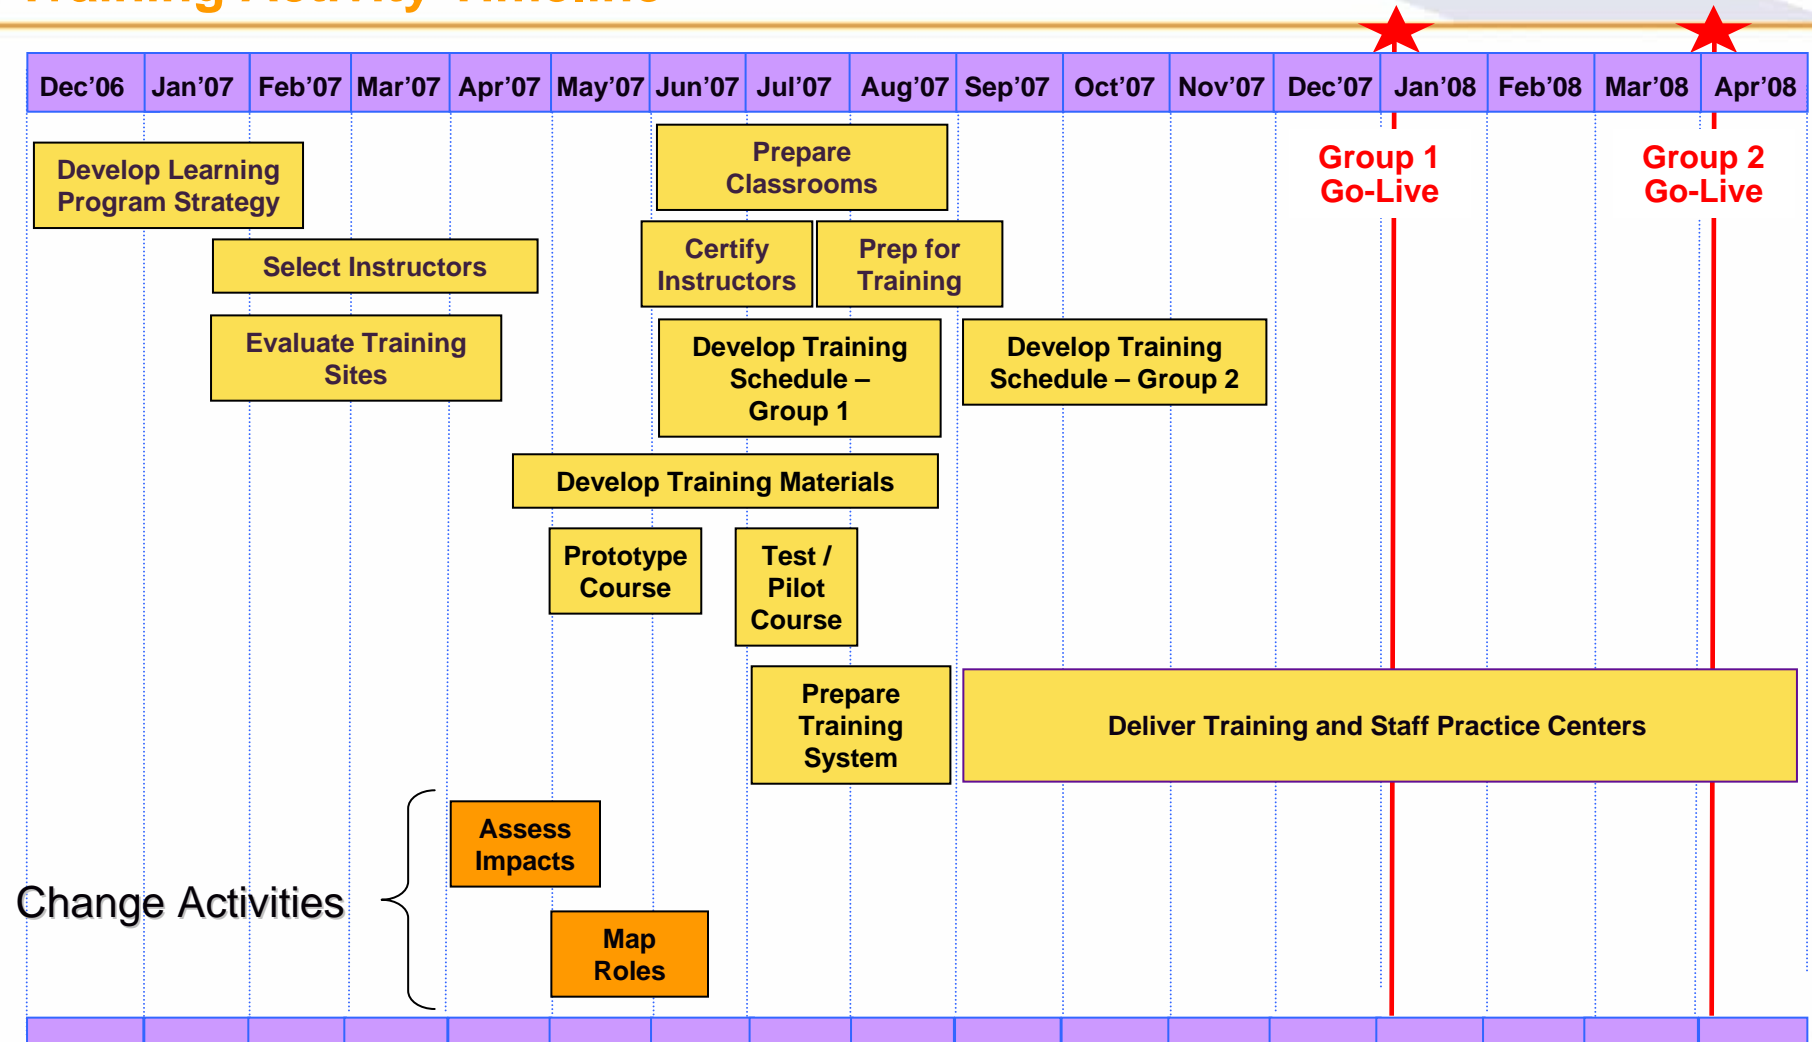 Training Activity Timeline
Dec’06 Jan’07 Feb’07 Mar’07 Apr’07 May’07 Jun’07 Jul’07 Aug’07 Sep’07 Oct’07 Nov’07 Dec’07 Jan’08 Feb’08 Mar’08 Apr’08
Develop Learning
Program Strategy
Prepare
Classrooms
Group 1
Go-Live
Group 2
Go-Live
Select Instructors
Certify
Instructors
Prep for
Training
Evaluate Training
Sites
Develop Training
Schedule –
Group 1
Develop Training
Schedule – Group 2
Develop Training Materials
Prototype
Course
Test /
Pilot
Course
Prepare
Training
System
Deliver Training and Staff Practice Centers
Change Activities
Assess
Impacts
Map
Roles